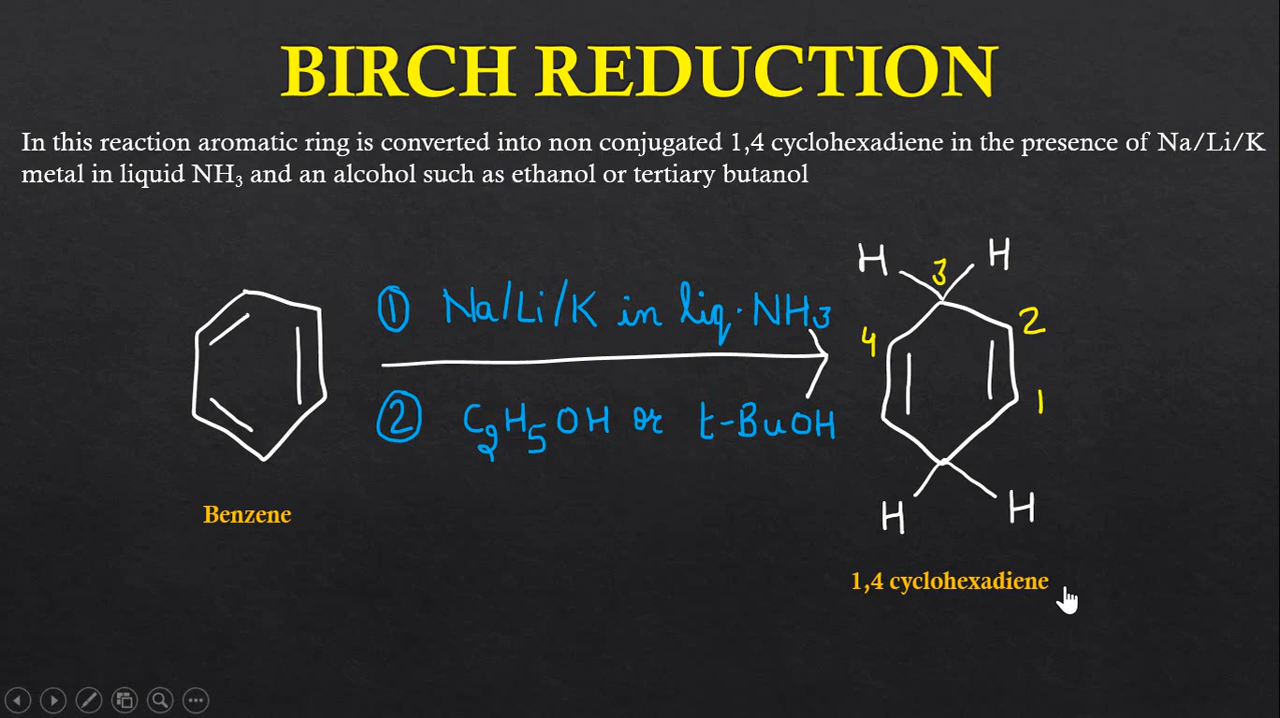 BIRCH REDUCTION
In this reaction aromatic ring is converted into non conjugated 1,4 cyclohexadiene in the presence of Na/Li/K
metal in liquid NH₃ and an alcohol such as ethanol or tertiary butanol
① Na/Li/K in liq. NH₃
② C₂H₅OH or t-BuOH
Benzene
H 3 H
4 2
1
H H
1,4 cyclohexadiene